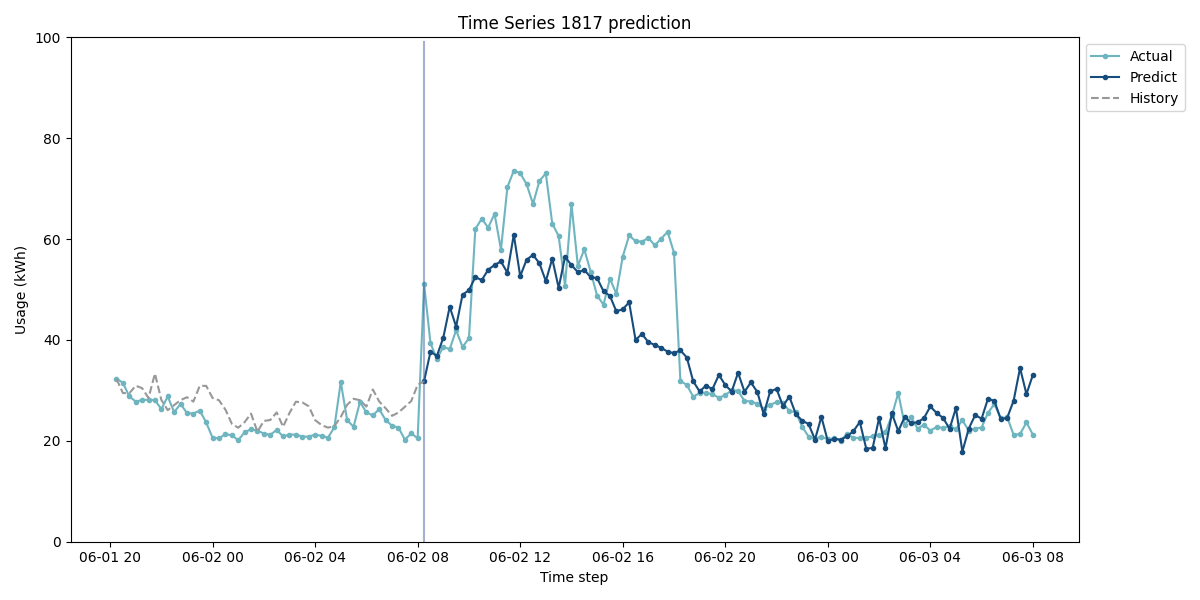 Time Series 1817 prediction
100
80
60
40
20
0
Usage (kWh)
06-01 20
06-02 00
06-02 04
06-02 08
06-02 12
06-02 16
06-02 20
06-03 00
06-03 04
06-03 08
Time step
Actual
Predict
History